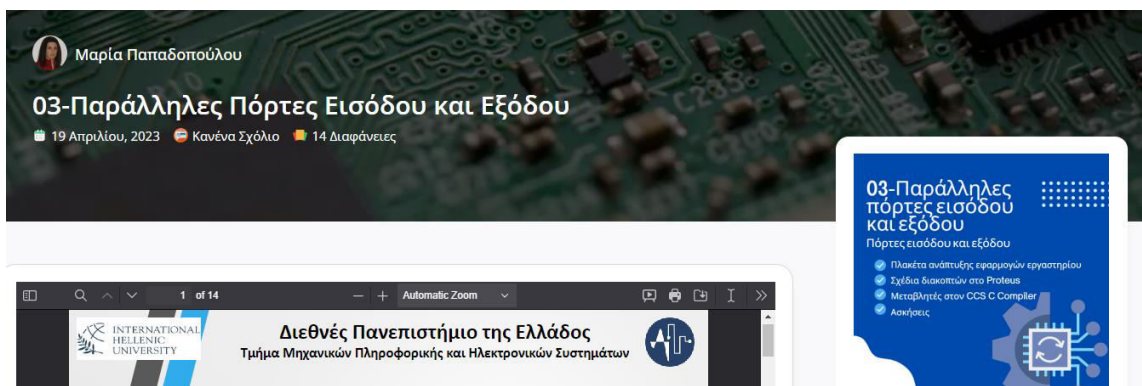 Μαρία Παπαδοπούλου
03-Παράλληλες Πόρτες Εισόδου και Εξόδου
19 Απριλίου, 2023 Κανένα Σχόλιο 14 Διαφάνειες
03-Παράλληλες
πόρτες εισόδου
και εξόδου
Πόρτες εισόδου και εξόδου
Πλακέτα ανάπτυξης εφαρμογών εργαστηρίου
Σχέδια διακοπτών στο Proteus
Μεταβλητές στον CCS C Compiler
Ασκήσεις
1 of 14 Automatic Zoom
INTERNATIONAL
HELLENIC
UNIVERSITY
Διεθνές Πανεπιστήμιο της Ελλάδος
Τμήμα Μηχανικών Πληροφορικής και Ηλεκτρονικών Συστημάτων